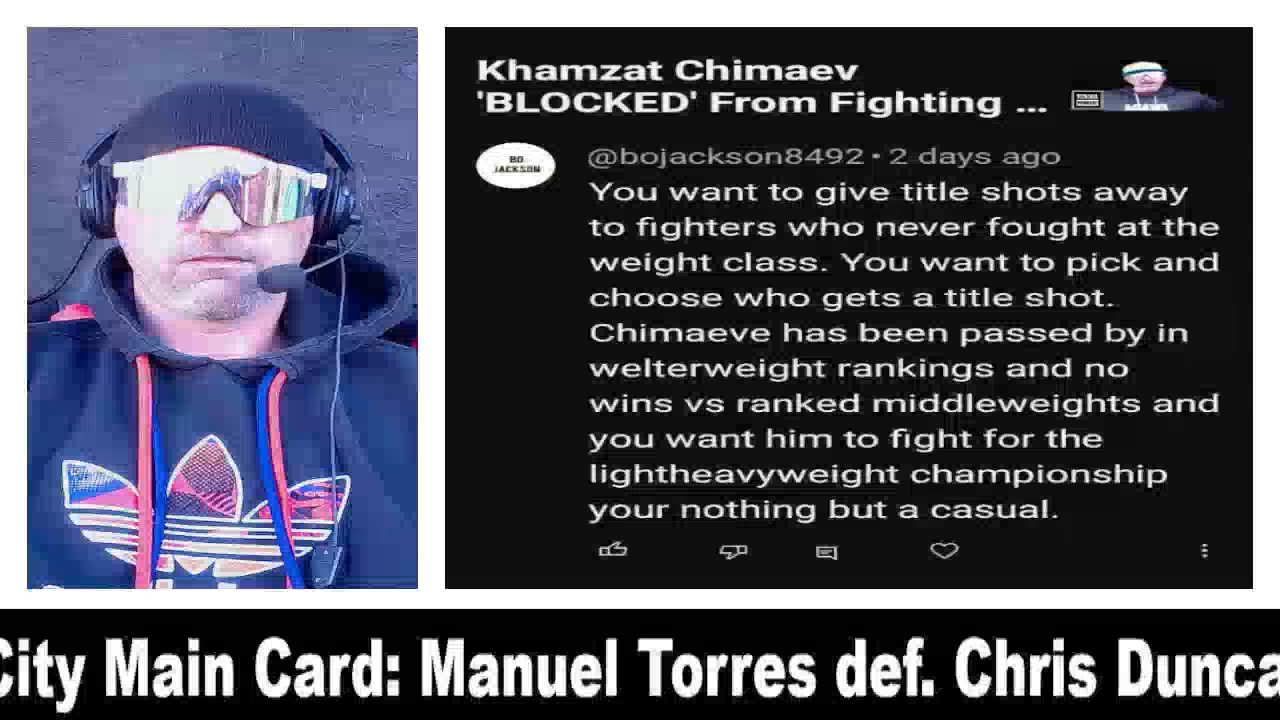 Khamzat Chimaev
'BLOCKED' From Fighting ...
BO
JACKSON
@bojackson8492 • 2 days ago
You want to give title shots away
to fighters who never fought at the
weight class. You want to pick and
choose who gets a title shot.
Chimaeve has been passed by in
welterweight rankings and no
wins vs ranked middleweights and
you want him to fight for the
lightheavyweight championship
your nothing but a casual.
City Main Card: Manuel Torres def. Chris Dunca